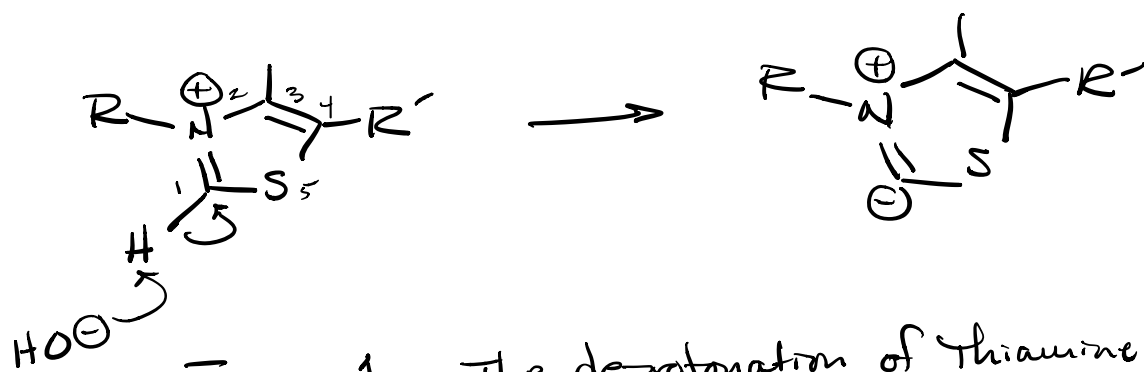 ⊕ ⊕
R N 2 3 4 R′ R N R′
1 S 5 S
H ⊖
HO⊖
The deprotonation of Thiamine